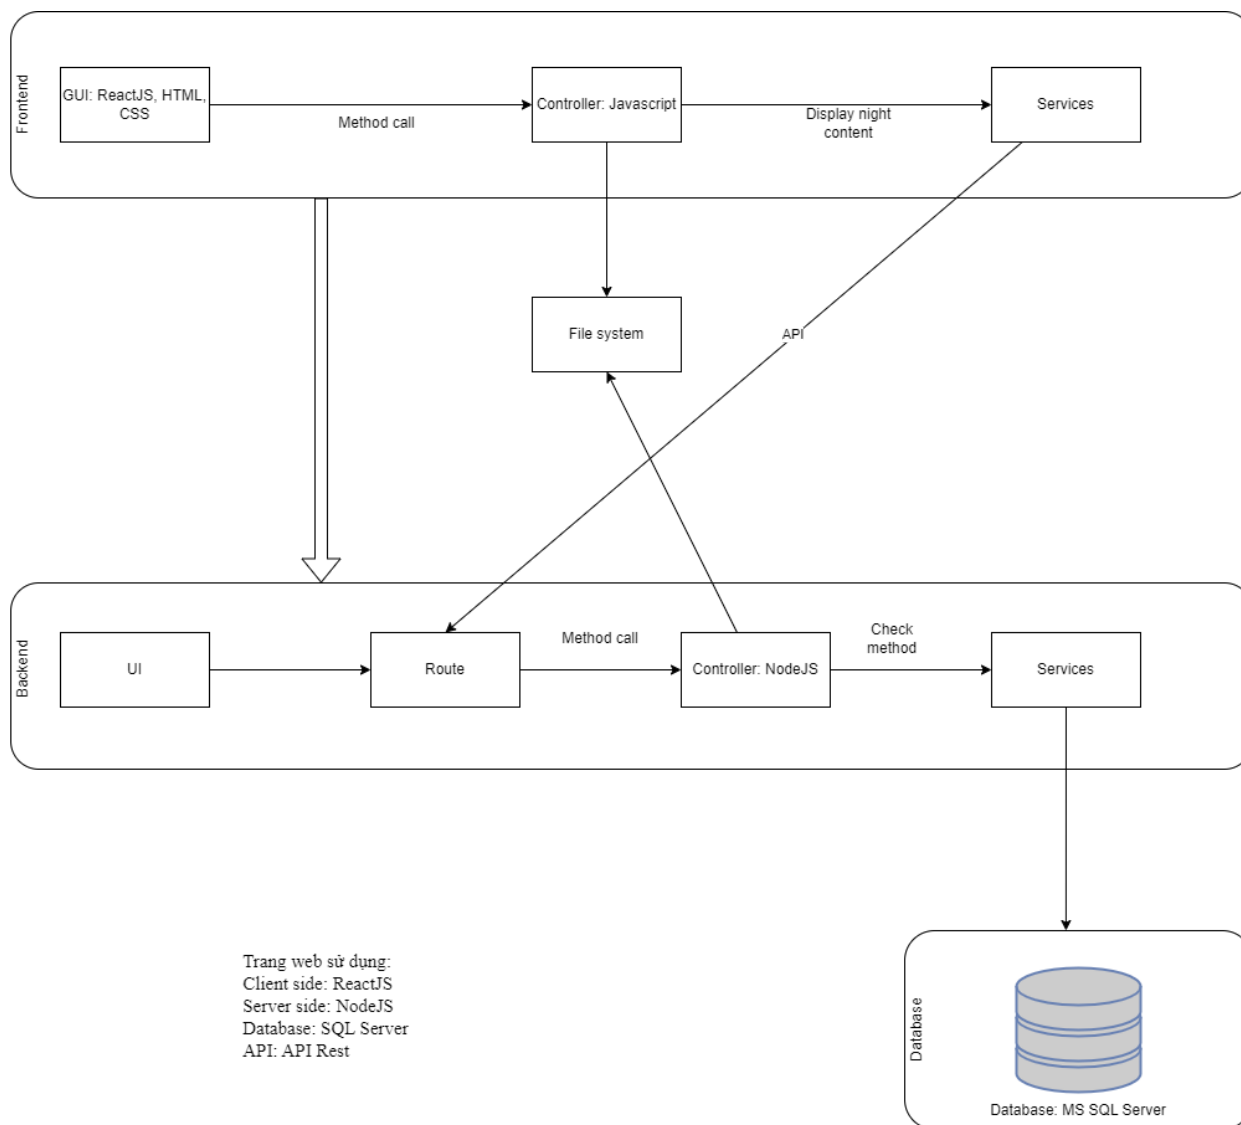 Frontend
GUI: ReactJS, HTML,
CSS
Method call
Controller: Javascript
Display night
content
Services
File system
API
Backend
UI
Route
Method call
Controller: NodeJS
Check
method
Services
Trang web sử dụng:
Client side: ReactJS
Server side: NodeJS
Database: SQL Server
API: API Rest
Database
Database: MS SQL Server